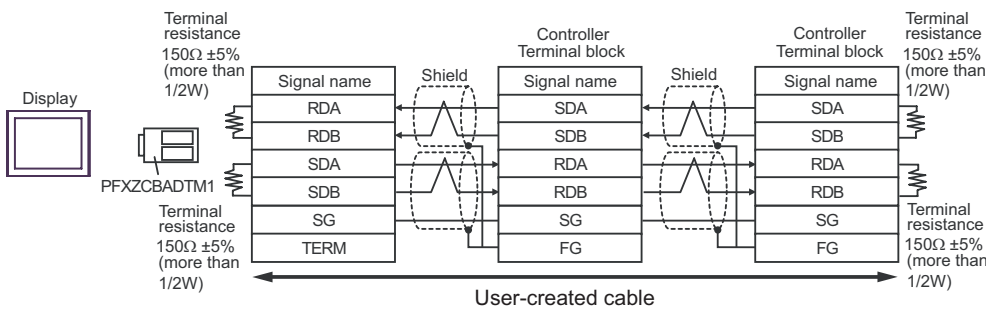 Terminal
resistance
150Ω ±5%
(more than
1/2W)
Display
PFXZCBADTM1
Terminal
resistance
150Ω ±5%
(more than
1/2W)
Signal name
RDA
RDB
SDA
SDB
SG
TERM
Shield
Controller
Terminal block
Signal name
SDA
SDB
RDA
RDB
SG
FG
Shield
Controller
Terminal block
Signal name
SDA
SDB
RDA
RDB
SG
FG
Terminal
resistance
150Ω ±5%
(more than
1/2W)
Terminal
resistance
150Ω ±5%
(more than
1/2W)
User-created cable